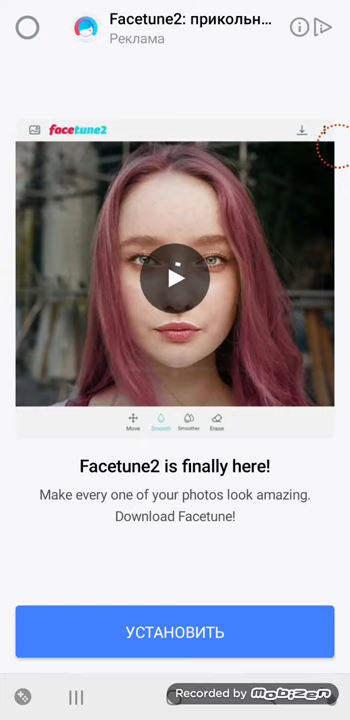 Facetune2: прикольн...
Реклама
facetune2
Move Smooth Smoother Erase
Facetune2 is finally here!
Make every one of your photos look amazing.
Download Facetune!
УСТАНОВИТЬ
Recorded by mobizen